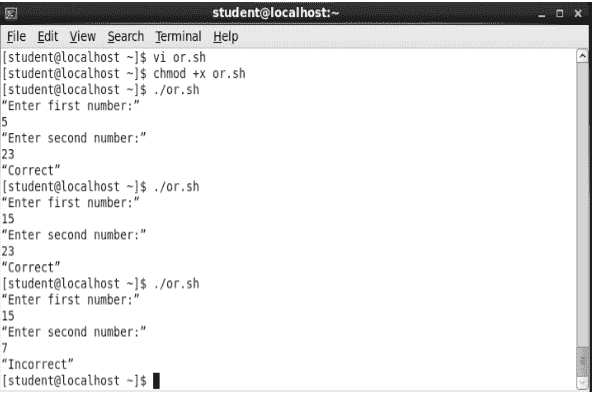 student@localhost:~
File Edit View Search Terminal Help
[student@localhost ~]$ vi or.sh
[student@localhost ~]$ chmod +x or.sh
[student@localhost ~]$ ./or.sh
“Enter first number:”
5
“Enter second number:”
23
“Correct”
[student@localhost ~]$ ./or.sh
“Enter first number:”
15
“Enter second number:”
23
“Correct”
[student@localhost ~]$ ./or.sh
“Enter first number:”
15
“Enter second number:”
7
“Incorrect”
[student@localhost ~]$